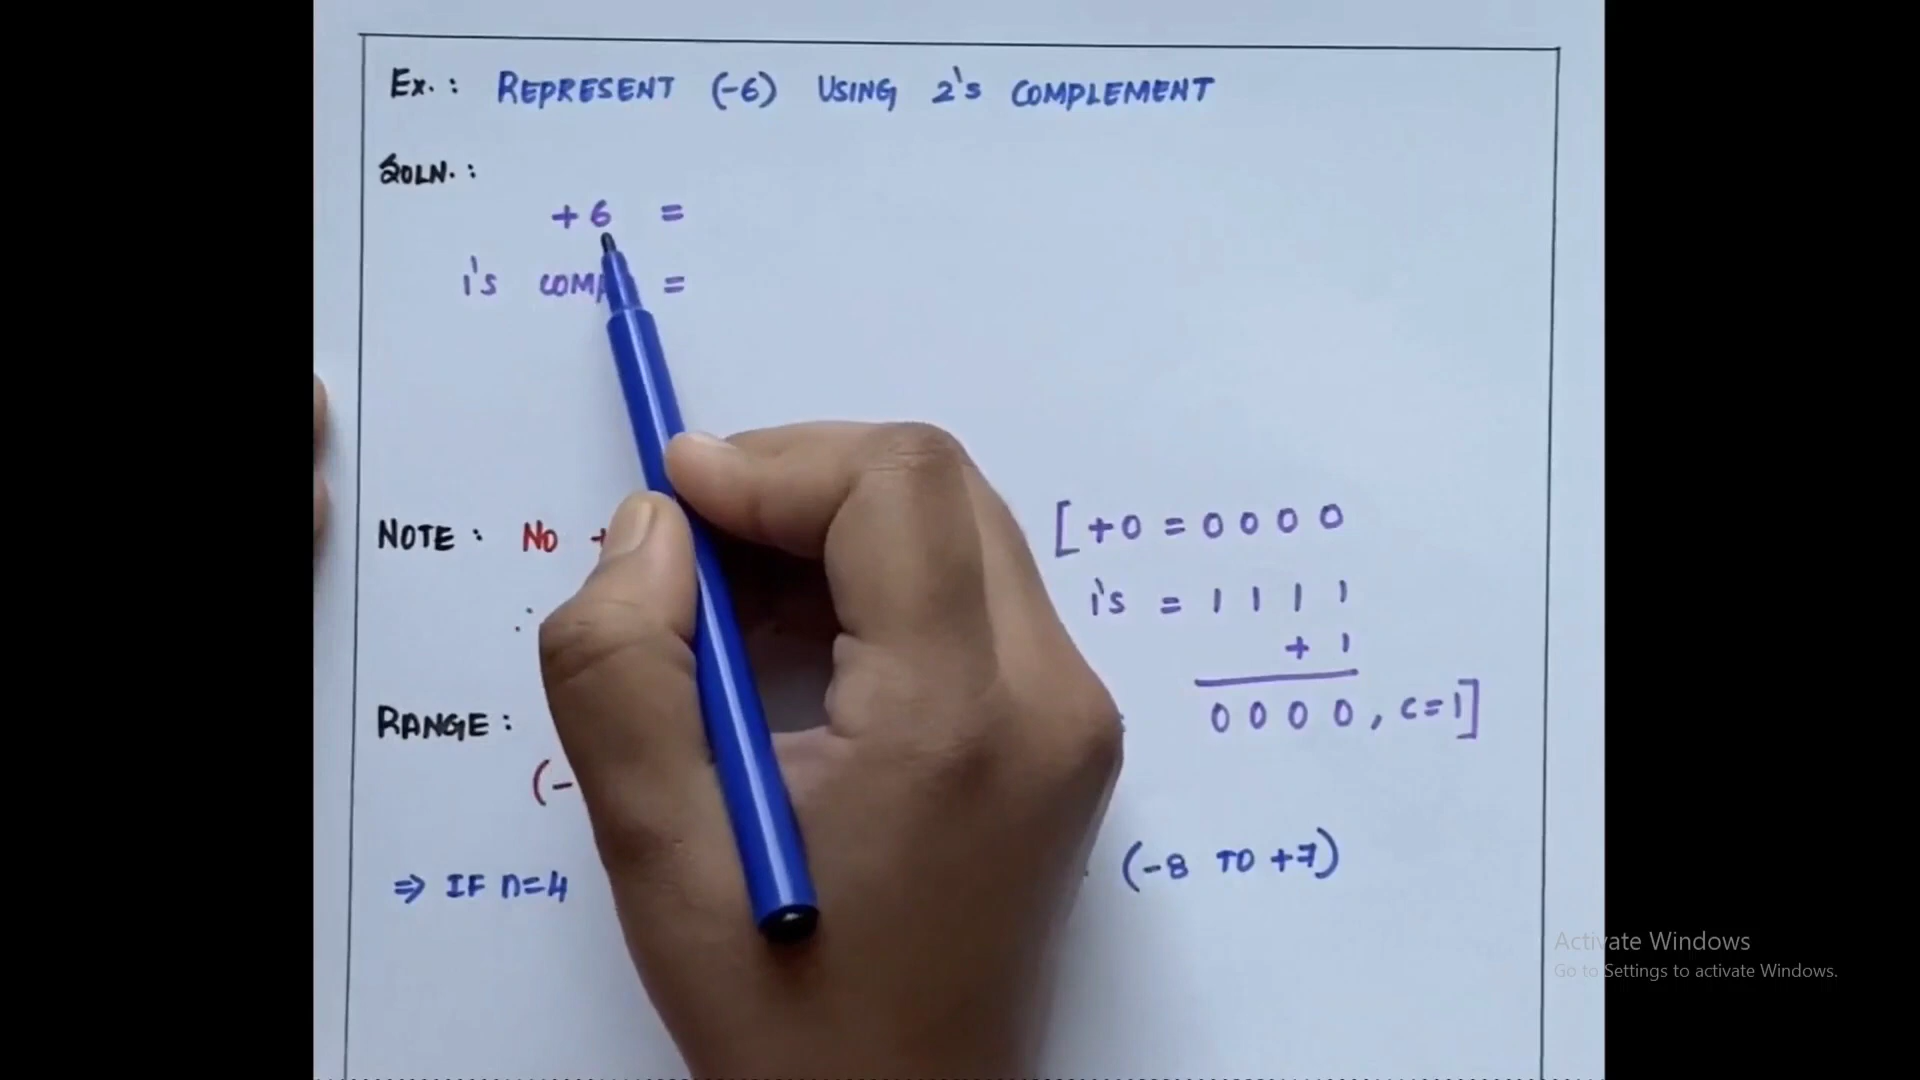 Ex. : REPRESENT (-6) USING 2's COMPLEMENT
SOLN. :
+6 =
1's COMP =
NOTE : NO +
[+0 = 0 0 0 0
1's = 1 1 1 1
+ 1
0 0 0 0 , C=1]
RANGE :
(-
⇒ IF n=4
(-8 TO +7)
Activate Windows
Go to Settings to activate Windows.